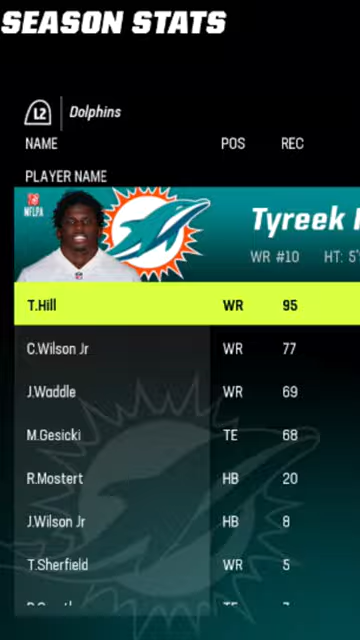 SEASON STATS
L2 Dolphins
NAME POS REC
PLAYER NAME
NFLPA
Tyreek
WR #10 HT: 5'
T.Hill WR 95
C.Wilson Jr WR 77
J.Waddle WR 69
M.Gesicki TE 68
R.Mostert HB 20
J.Wilson Jr HB 8
T.Sherfield WR 5